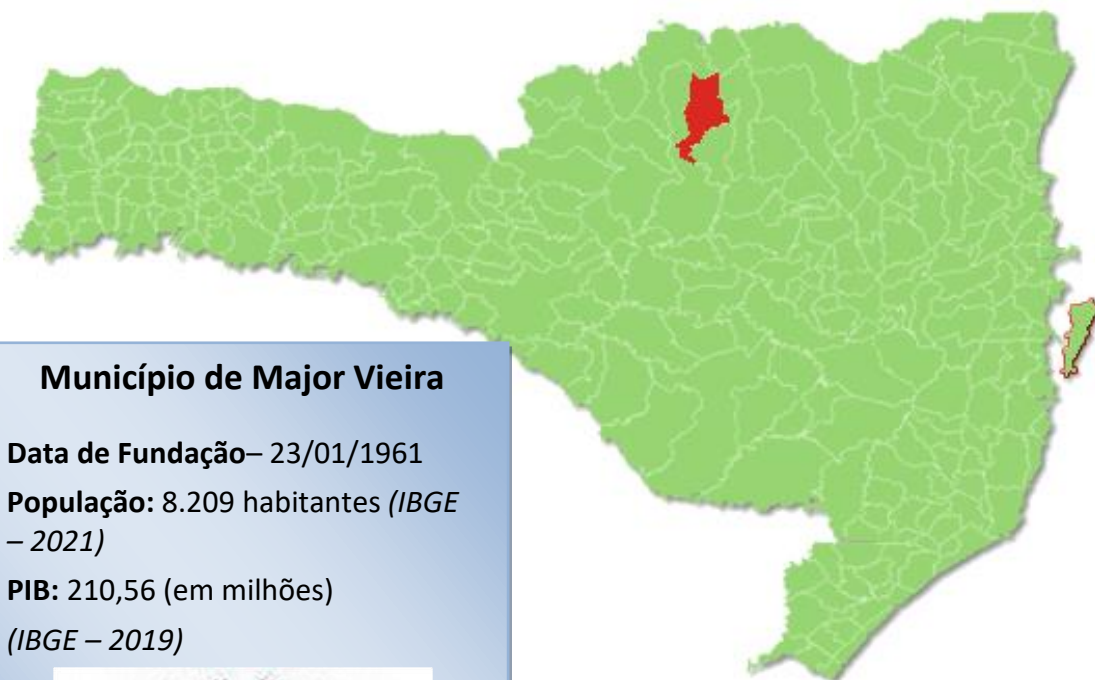 Município de Major Vieira
Data de Fundação– 23/01/1961
População: 8.209 habitantes (IBGE
– 2021)
PIB: 210,56 (em milhões)
(IBGE – 2019)